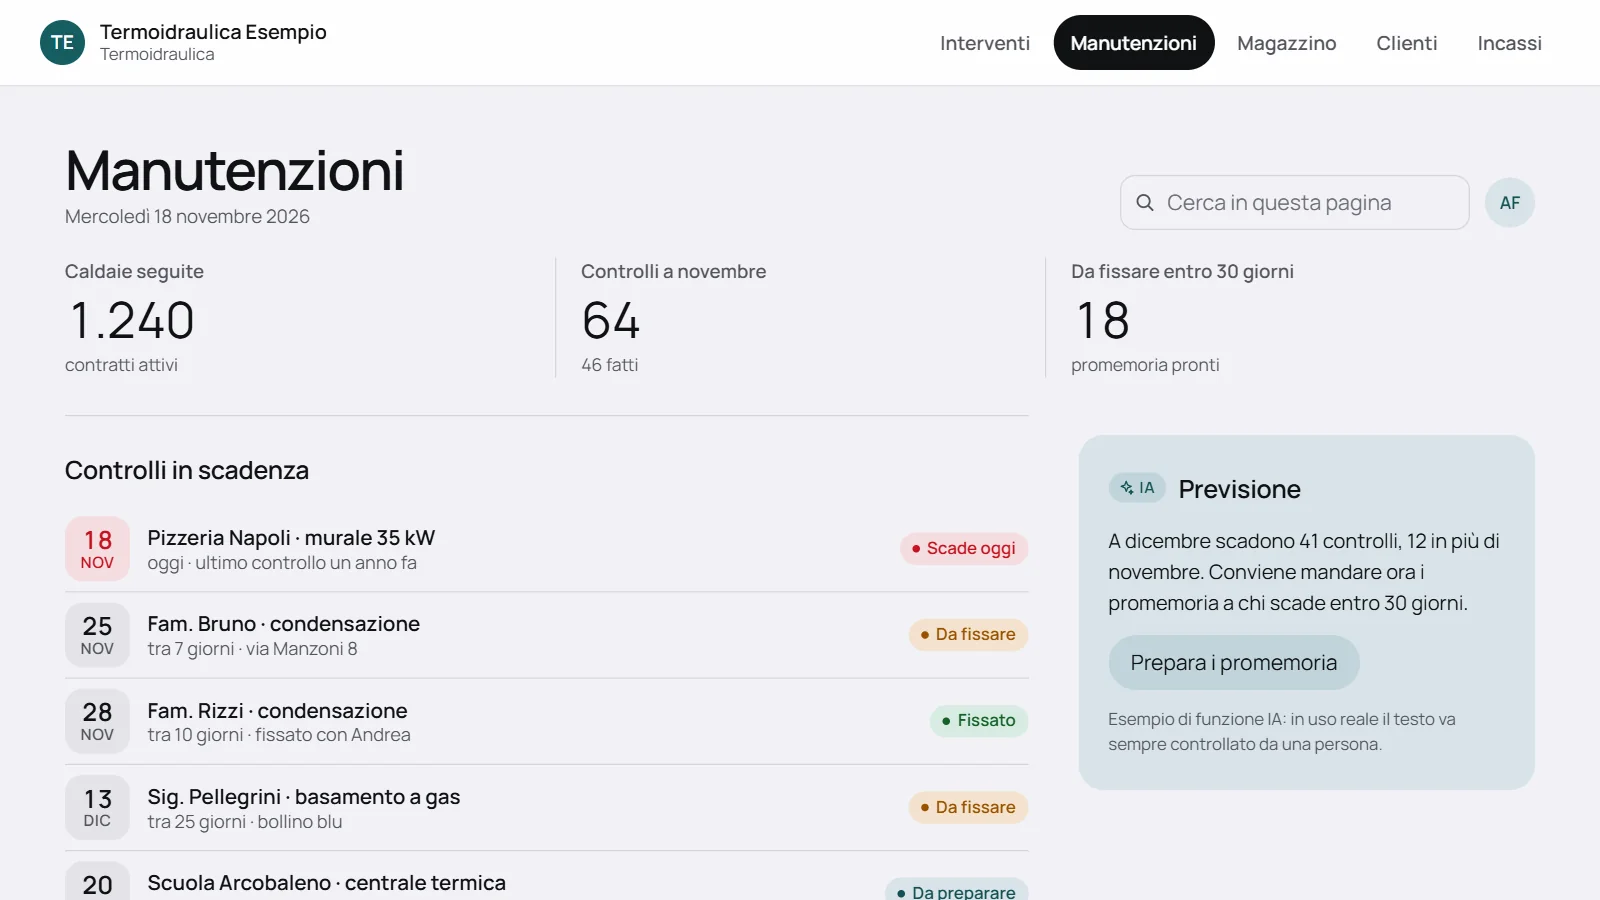 TE
Termoidraulica Esempio
Termoidraulica
Interventi
Manutenzioni
Magazzino
Clienti
Incassi
Manutenzioni
Mercoledì 18 novembre 2026
Cerca in questa pagina
AF
Caldaie seguite
1.240
contratti attivi
Controlli a novembre
64
46 fatti
Da fissare entro 30 giorni
18
promemoria pronti
Controlli in scadenza
18
NOV
Pizzeria Napoli · murale 35 kW
oggi · ultimo controllo un anno fa
Scade oggi
25
NOV
Fam. Bruno · condensazione
tra 7 giorni · via Manzoni 8
Da fissare
28
NOV
Fam. Rizzi · condensazione
tra 10 giorni · fissato con Andrea
Fissato
13
DIC
Sig. Pellegrini · basamento a gas
tra 25 giorni · bollino blu
Da fissare
20
Scuola Arcobaleno · centrale termica
Da preparare
IA
Previsione
A dicembre scadono 41 controlli, 12 in più di
novembre. Conviene mandare ora i
promemoria a chi scade entro 30 giorni.
Prepara i promemoria
Esempio di funzione IA: in uso reale il testo va
sempre controllato da una persona.